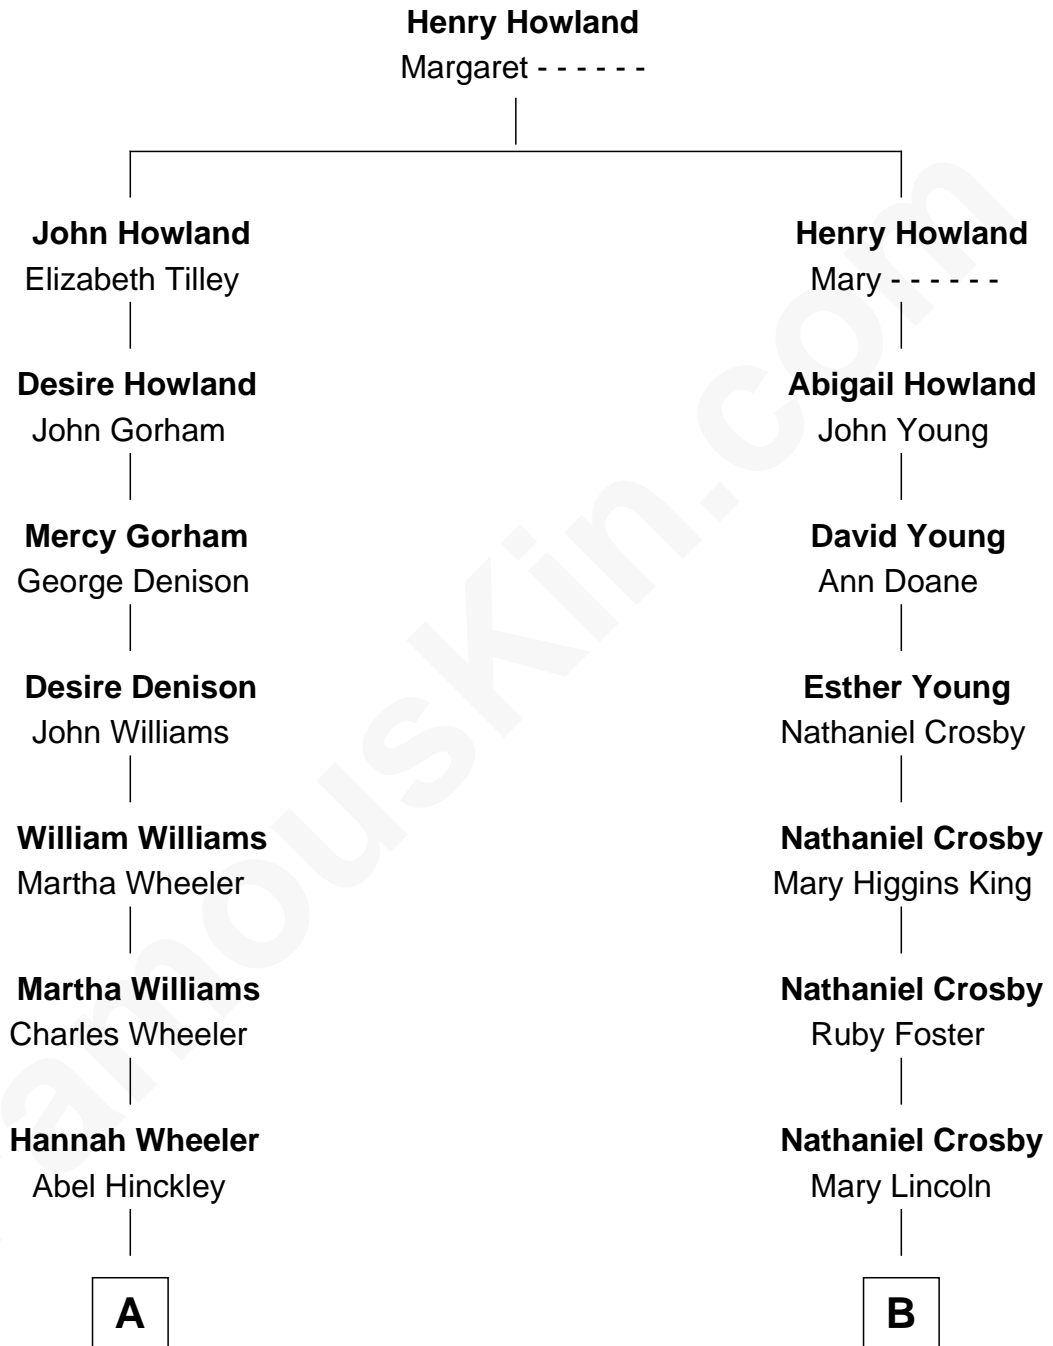 Henry Howland
Margaret - - - - - -
John Howland
Elizabeth Tilley
Henry Howland
Mary - - - - - -
Desire Howland
John Gorham
Abigail Howland
John Young
Mercy Gorham
George Denison
David Young
Ann Doane
Desire Denison
John Williams
Esther Young
Nathaniel Crosby
William Williams
Martha Wheeler
Nathaniel Crosby
Mary Higgins King
Martha Williams
Charles Wheeler
Nathaniel Crosby
Ruby Foster
Hannah Wheeler
Abel Hinckley
Nathaniel Crosby
Mary Lincoln
A
B
amousKin.com